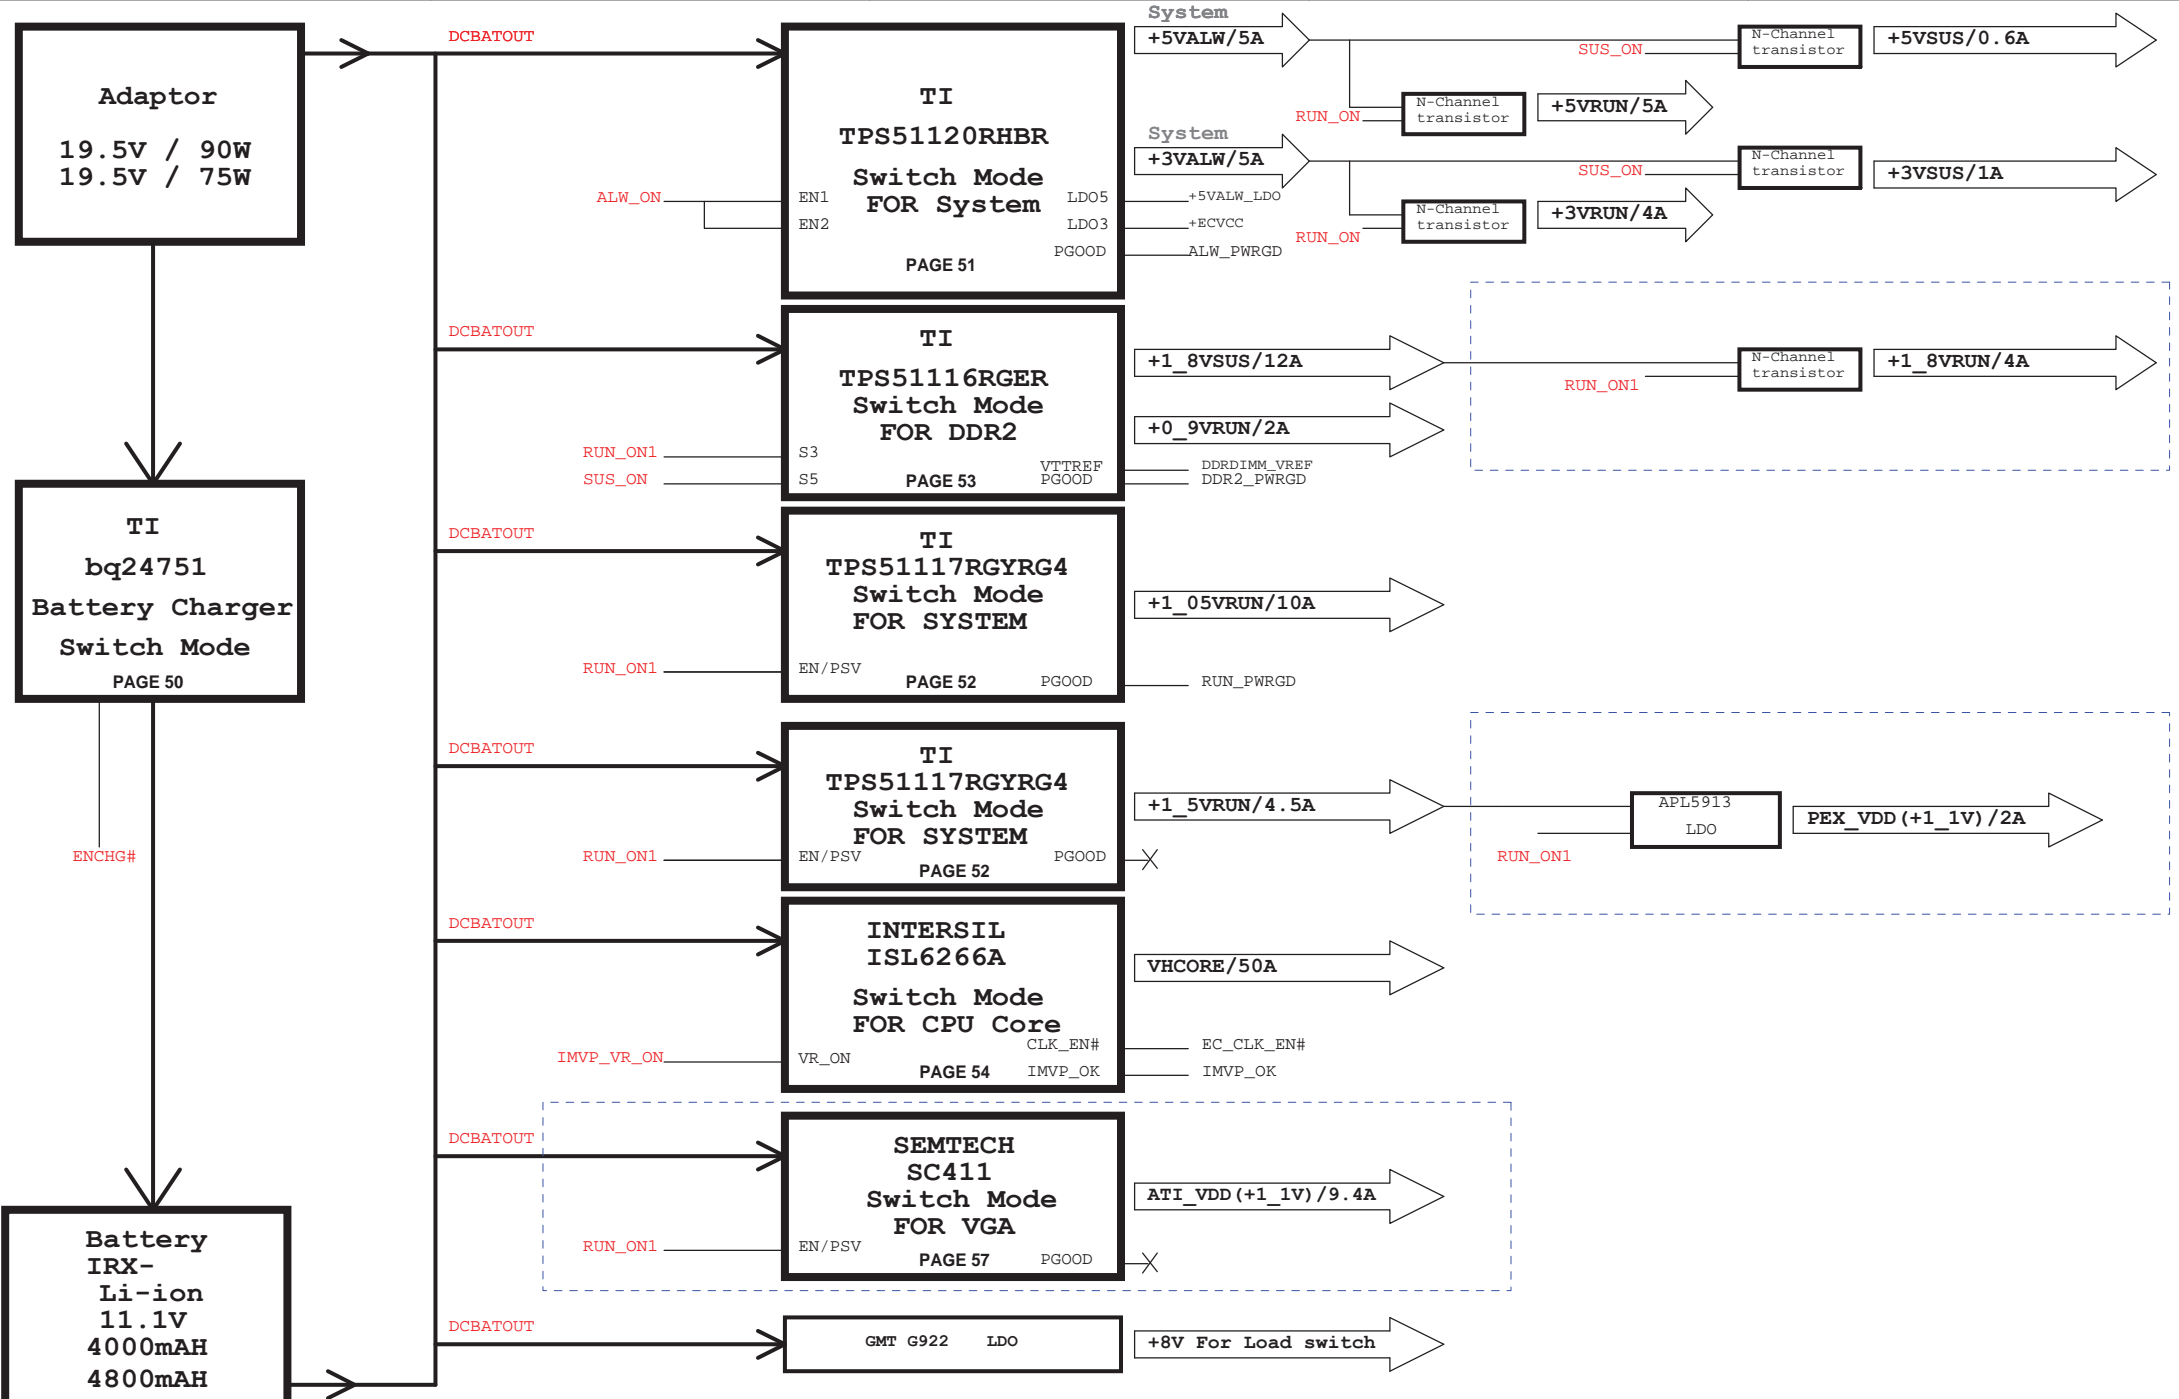 Adaptor
19.5V / 90W
19.5V / 75W
TI
bq24751
Battery Charger
Switch Mode
PAGE 50
ENCHG#
Battery
IRX-
Li-ion
11.1V
4000mAH
4800mAH
DCBATOUT
TI
TPS51120RHBR
Switch Mode
FOR System
ALW_ON
EN1
EN2
LDO5
LDO3
PGOOD
PAGE 51
+5VALW_LDO
+ECVCC
ALW_PWRGD
System
+5VALW/5A
SUS_ON
N-Channel
transistor
+5VSUS/0.6A
RUN_ON
N-Channel
transistor
+5VRUN/5A
System
+3VALW/5A
SUS_ON
N-Channel
transistor
+3VSUS/1A
RUN_ON
N-Channel
transistor
+3VRUN/4A
DCBATOUT
TI
TPS51116RGER
Switch Mode
FOR DDR2
RUN_ON1
S3
SUS_ON
S5
PAGE 53
VTTREF
PGOOD
DDRDIMM_VREF
DDR2_PWRGD
+1_8VSUS/12A
+0_9VRUN/2A
RUN_ON1
N-Channel
transistor
+1_8VRUN/4A
DCBATOUT
TI
TPS51117RGYRG4
Switch Mode
FOR SYSTEM
RUN_ON1
EN/PSV
PAGE 52
PGOOD
RUN_PWRGD
+1_05VRUN/10A
DCBATOUT
TI
TPS51117RGYRG4
Switch Mode
FOR SYSTEM
RUN_ON1
EN/PSV
PAGE 52
PGOOD
+1_5VRUN/4.5A
RUN_ON1
APL5913
LDO
PEX_VDD(+1_1V)/2A
DCBATOUT
INTERSIL
ISL6266A
Switch Mode
FOR CPU Core
IMVP_VR_ON
VR_ON
PAGE 54
CLK_EN#
IMVP_OK
EC_CLK_EN#
IMVP_OK
VHCORE/50A
DCBATOUT
SEMTECH
SC411
Switch Mode
FOR VGA
RUN_ON1
EN/PSV
PAGE 57
PGOOD
ATI_VDD(+1_1V)/9.4A
DCBATOUT
GMT G922 LDO
+8V For Load switch